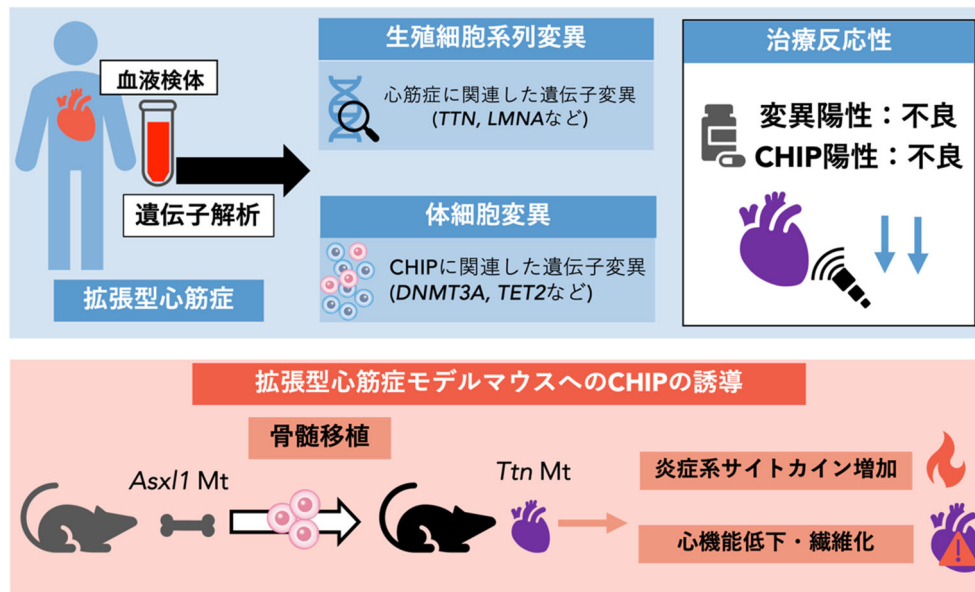 血液検体
遺伝子解析
拡張型心筋症
生殖細胞系列変異
心筋症に関連した遺伝子変異
(TTN, LMNAなど)
体細胞変異
CHIPに関連した遺伝子変異
(DNMT3A, TET2など)
治療反応性
変異陽性：不良
CHIP陽性：不良
拡張型心筋症モデルマウスへのCHIPの誘導
骨髄移植
Asxl1 Mt
Ttn Mt
炎症系サイトカイン増加
心機能低下・繊維化